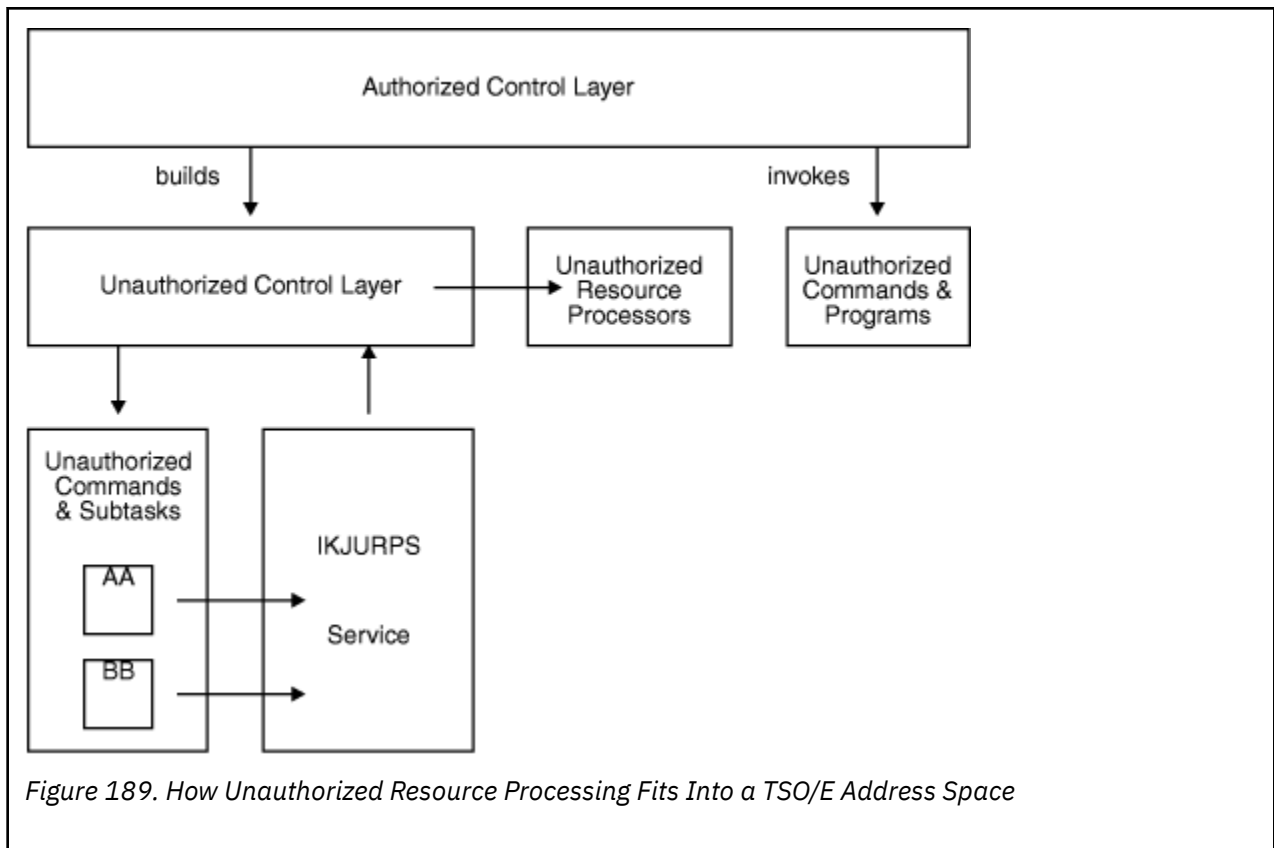 Authorized Control Layer
builds
invokes
Unauthorized Control Layer
Unauthorized
Resource
Processors
Unauthorized
Commands &
Programs
Unauthorized
Commands
& Subtasks
AA
BB
IKJURPS
Service
Figure 189. How Unauthorized Resource Processing Fits Into a TSO/E Address Space